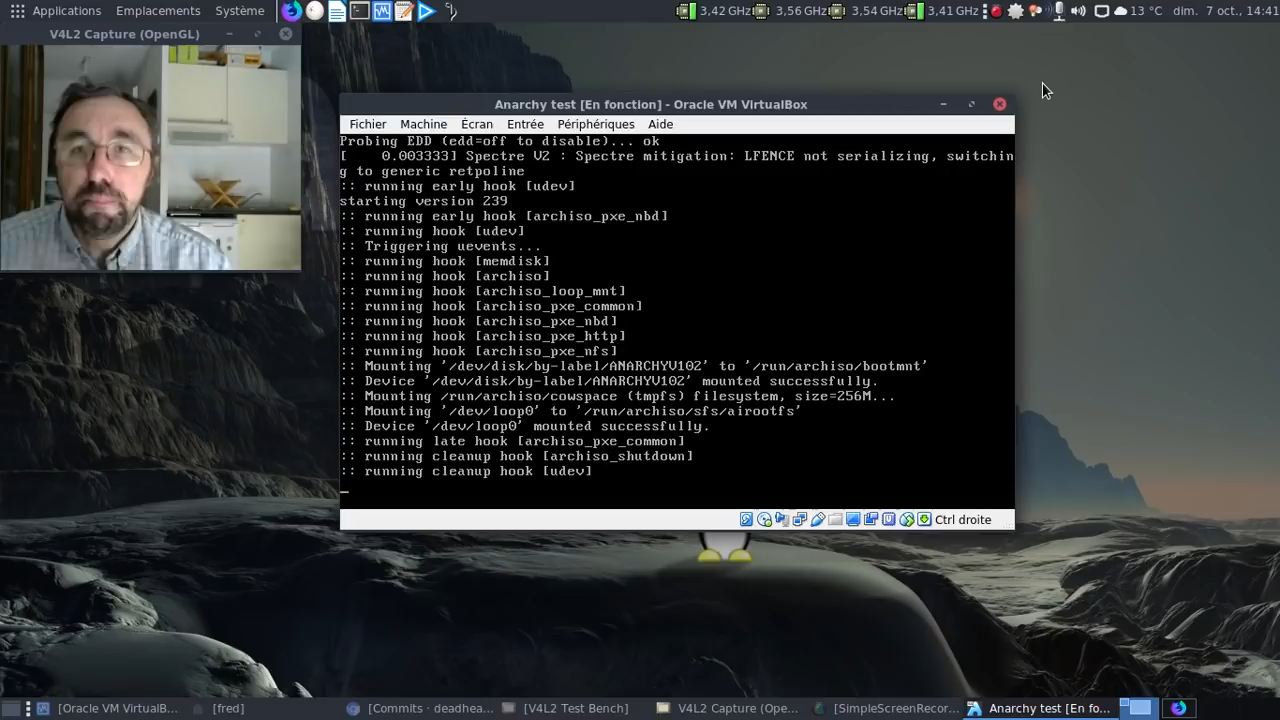 Applications Emplacements Système
3,42 GHz 3,56 GHz 3,54 GHz 3,41 GHz 13 °C dim. 7 oct., 14:41
V4L2 Capture (OpenGL)
Anarchy test [En fonction] - Oracle VM VirtualBox
Fichier Machine Écran Entrée Périphériques Aide
Probing EDD (edd=off to disable)... ok
[    0.003333] Spectre V2 : Spectre mitigation: LFENCE not serializing, switchin
g to generic retpoline
:: running early hook [udev]
starting version 239
:: running early hook [archiso_pxe_nbd]
:: running hook [udev]
:: Triggering uevents...
:: running hook [memdisk]
:: running hook [archiso]
:: running hook [archiso_loop_mnt]
:: running hook [archiso_pxe_common]
:: running hook [archiso_pxe_nbd]
:: running hook [archiso_pxe_http]
:: running hook [archiso_pxe_nfs]
:: Mounting '/dev/disk/by-label/ANARCHYV102' to '/run/archiso/bootmnt'
:: Device '/dev/disk/by-label/ANARCHYV102' mounted successfully.
:: Mounting /run/archiso/cowspace (tmpfs) filesystem, size=256M...
:: Mounting '/dev/loop0' to '/run/archiso/sfs/airootfs'
:: Device '/dev/loop0' mounted successfully.
:: running late hook [archiso_pxe_common]
:: running cleanup hook [archiso_shutdown]
:: running cleanup hook [udev]
Ctrl droite
[Oracle VM VirtualB... [fred] [Commits · deadhea... [V4L2 Test Bench] V4L2 Capture (Ope... [SimpleScreenRecor... Anarchy test [En fo...